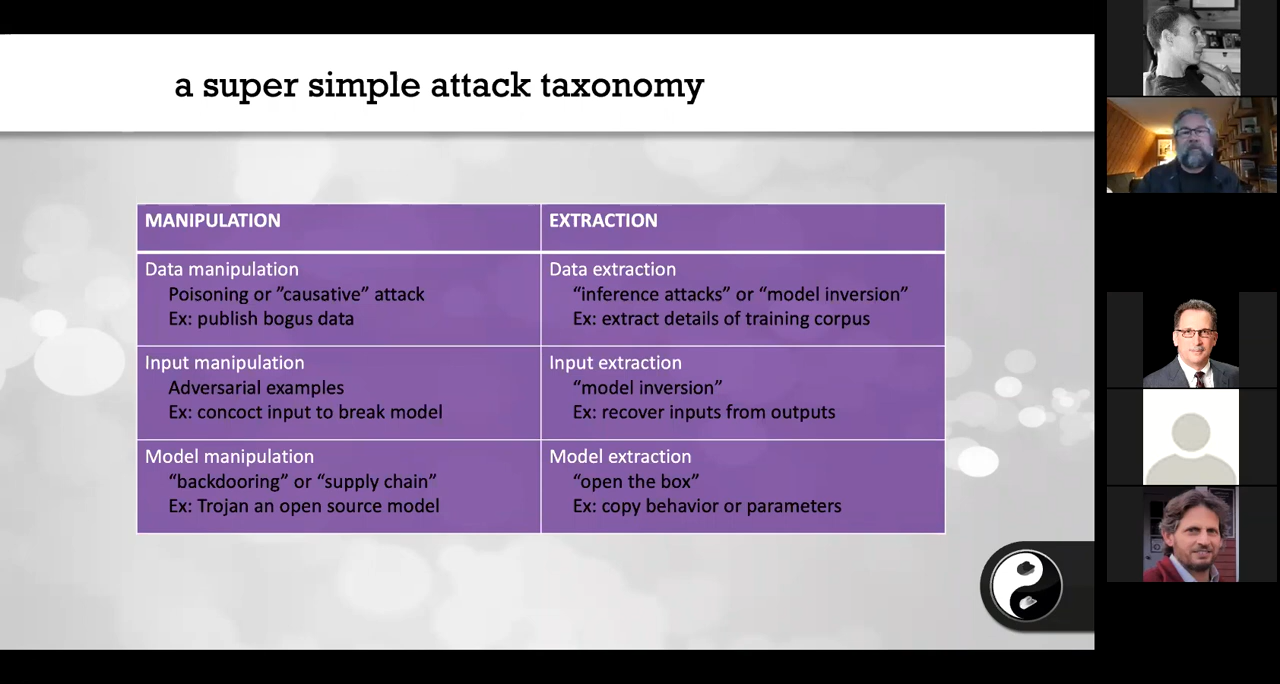 a super simple attack taxonomy
MANIPULATION
EXTRACTION
Data manipulation
Poisoning or ”causative” attack
Ex: publish bogus data
Data extraction
“inference attacks” or “model inversion”
Ex: extract details of training corpus
Input manipulation
Adversarial examples
Ex: concoct input to break model
Input extraction
“model inversion”
Ex: recover inputs from outputs
Model manipulation
“backdooring” or “supply chain”
Ex: Trojan an open source model
Model extraction
“open the box”
Ex: copy behavior or parameters